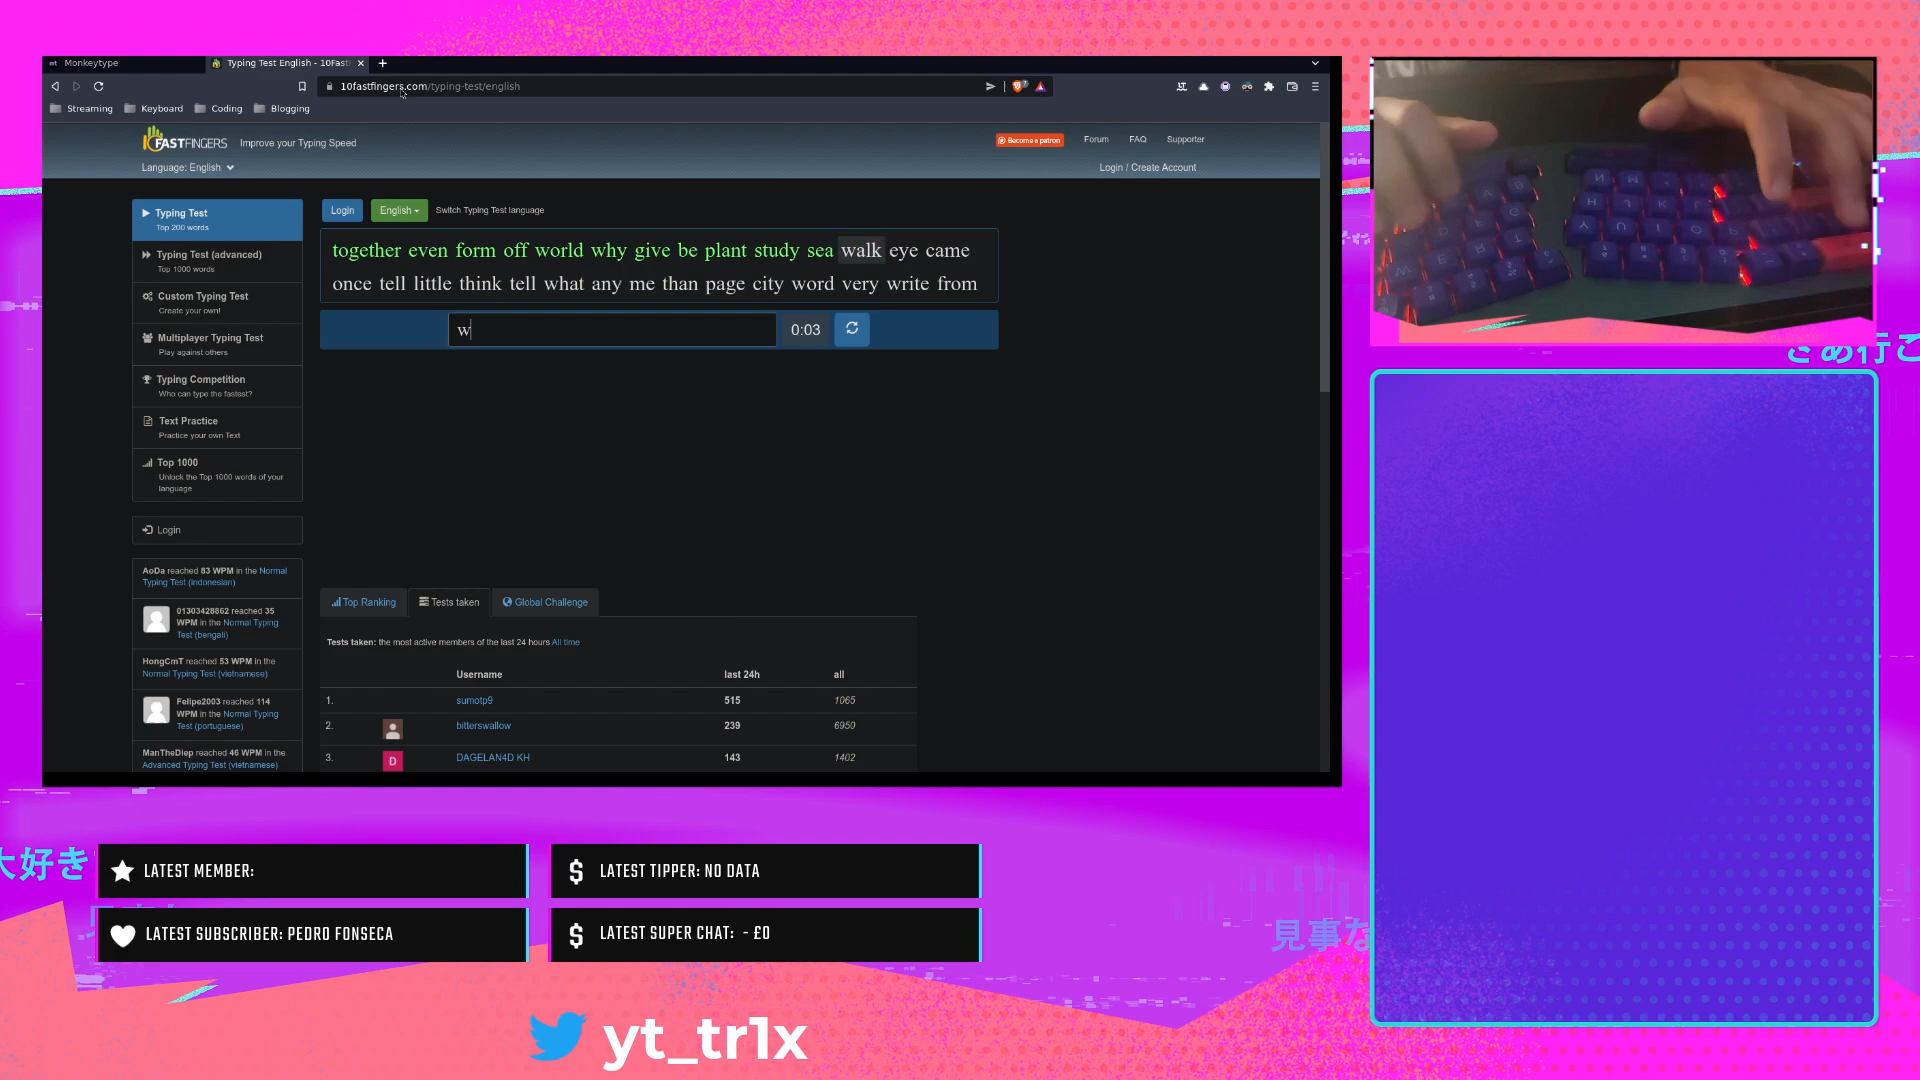 Monkeytype
Typing Test English - 10Fast
10fastfingers.com/typing-test/english
Streaming
Keyboard
Coding
Blogging
FASTFINGERS
Improve your Typing Speed
Become a patron
Forum
FAQ
Supporter
Language: English
Login / Create Account
Typing Test
Top 200 words
Typing Test (advanced)
Top 1000 words
Custom Typing Test
Create your own!
Multiplayer Typing Test
Play against others
Typing Competition
Who can type the fastest?
Text Practice
Practice your own Text
Top 1000
Unlock the Top 1000 words of your
language
Login
AoDa reached 83 WPM in the Normal
Typing Test (indonesian)
01303428862 reached 35
WPM in the Normal Typing
Test (bengali)
HongCmT reached 53 WPM in the
Normal Typing Test (vietnamese)
Felipe2003 reached 114
WPM in the Normal Typing
Test (portuguese)
ManTheDiep reached 46 WPM in the
Advanced Typing Test (vietnamese)
Login
English
Switch Typing Test language
together even form off world why give be plant study sea walk eye came
once tell little think tell what any me than page city word very write from
w
0:03
Top Ranking
Tests taken
Global Challenge
Tests taken: the most active members of the last 24 hours All time
Username last 24h all
1. sumotp9 515 1065
2. bitterswallow 239 6950
3. D DAGELAN4D KH 143 1402
さあ行こ
大好き
見事な
LATEST MEMBER:
LATEST TIPPER: NO DATA
LATEST SUBSCRIBER: PEDRO FONSECA
LATEST SUPER CHAT: - £0
yt_tr1x